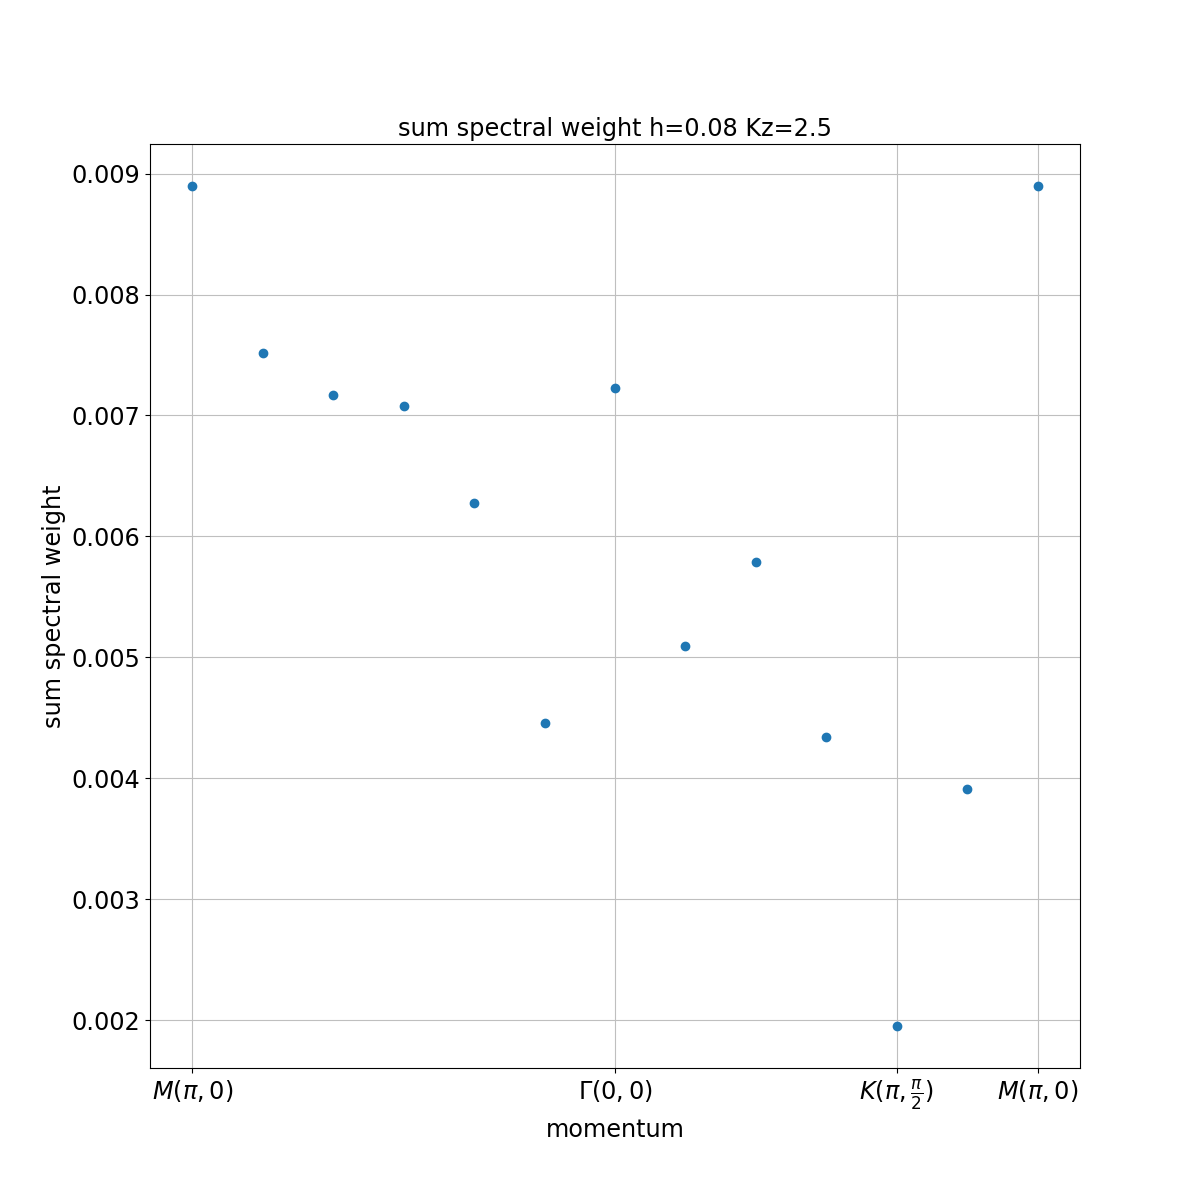 sum spectral weight h=0.08 Kz=2.5
0.009
0.008
0.007
0.006
0.005
0.004
0.003
0.002
sum spectral weight
M(π, 0)
Γ(0, 0)
K(π, π/2)
M(π, 0)
momentum